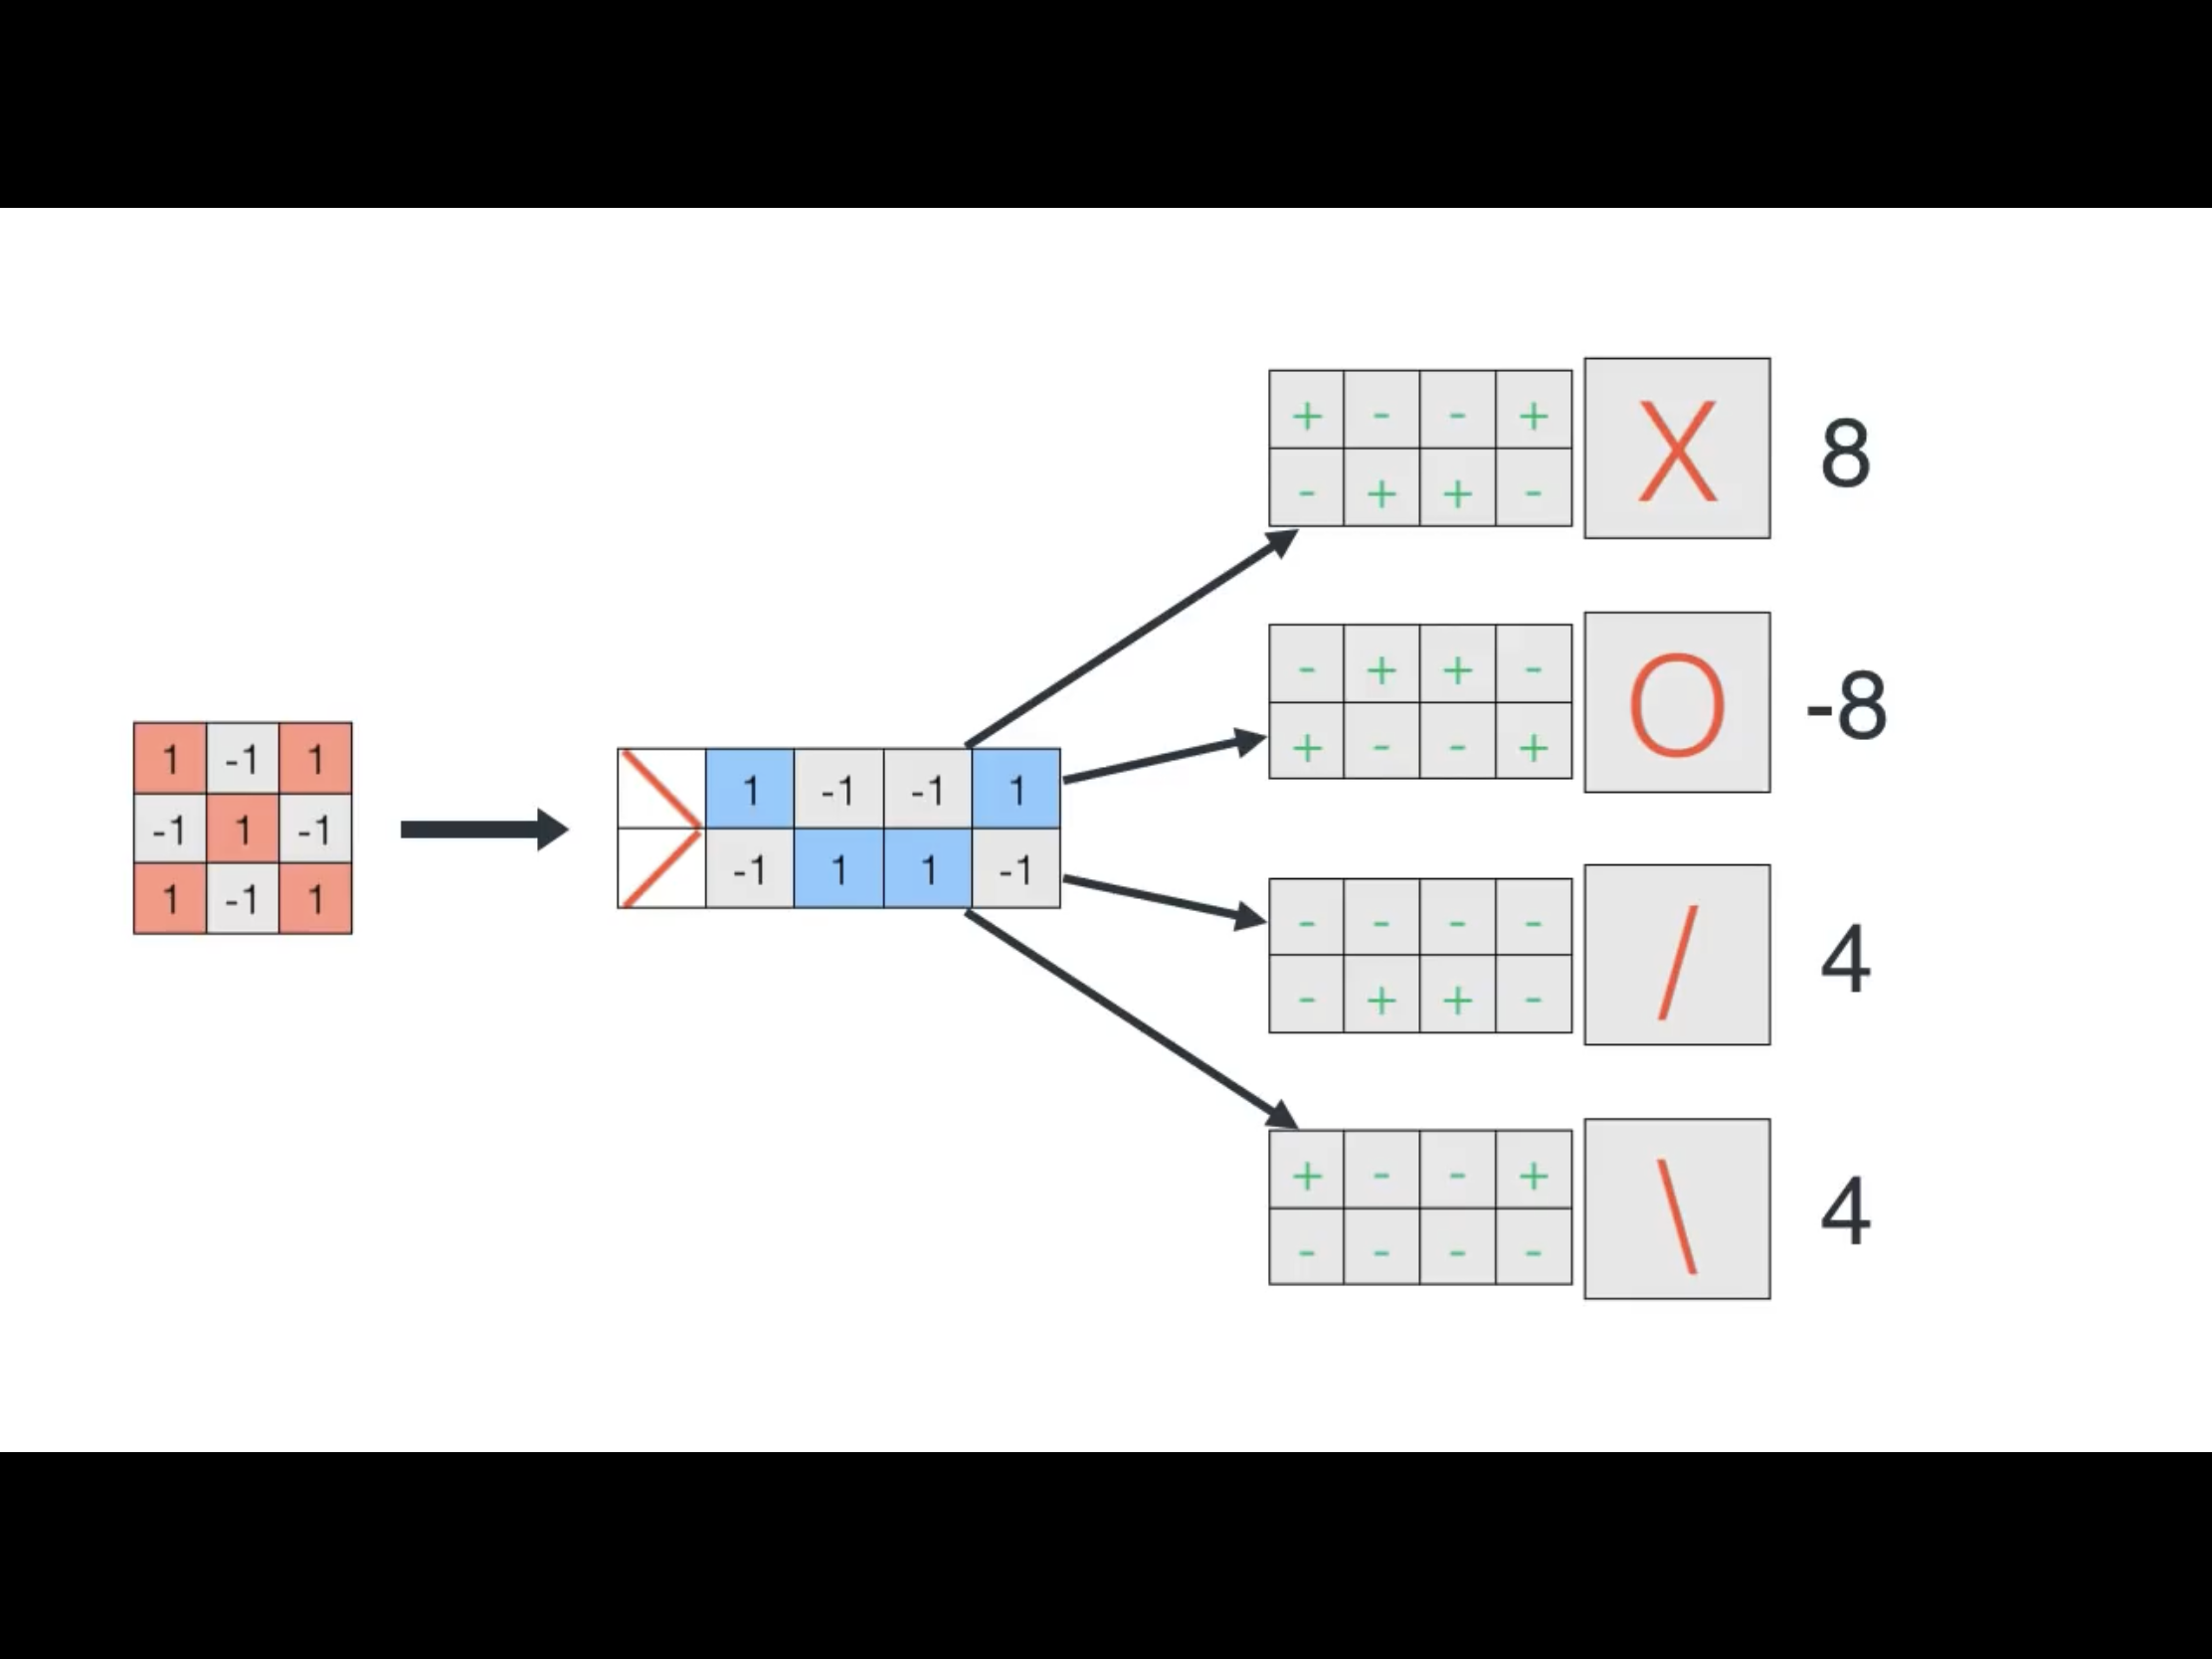 1 -1 1
-1 1 -1
1 -1 1
1 -1 -1 1
-1 1 1 -1
+ - - +
- + + -
X 8
- + + -
+ - - +
O -8
- - - -
- + + -
/ 4
+ - - +
- - - -
\ 4